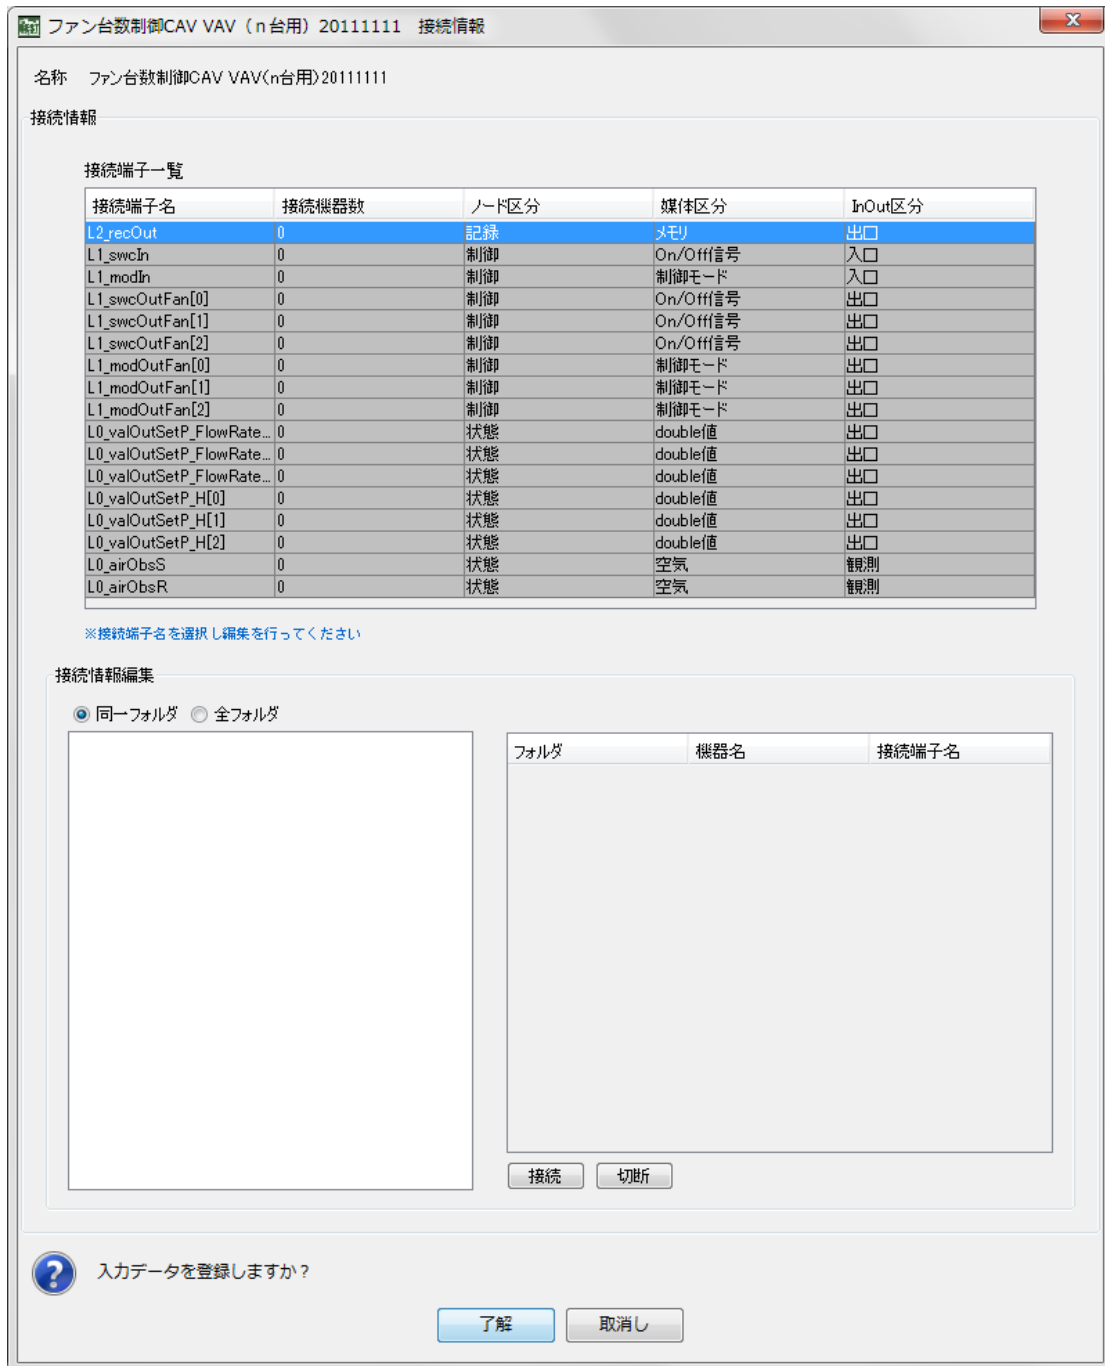 ファン台数制御CAV VAV（ｎ台用）20111111　接続情報
名称　ファン台数制御CAV VAV(n台用)20111111
接続情報
接続端子一覧
接続端子名 接続機器数 ノード区分 媒体区分 InOut区分
L2_recOut 0 記録 メモリ 出口
L1_swcIn 0 制御 On/Off信号 入口
L1_modIn 0 制御 制御モード 入口
L1_swcOutFan[0] 0 制御 On/Off信号 出口
L1_swcOutFan[1] 0 制御 On/Off信号 出口
L1_swcOutFan[2] 0 制御 On/Off信号 出口
L1_modOutFan[0] 0 制御 制御モード 出口
L1_modOutFan[1] 0 制御 制御モード 出口
L1_modOutFan[2] 0 制御 制御モード 出口
L0_valOutSetP_FlowRate... 0 状態 double値 出口
L0_valOutSetP_FlowRate... 0 状態 double値 出口
L0_valOutSetP_FlowRate... 0 状態 double値 出口
L0_valOutSetP_H[0] 0 状態 double値 出口
L0_valOutSetP_H[1] 0 状態 double値 出口
L0_valOutSetP_H[2] 0 状態 double値 出口
L0_airObsS 0 状態 空気 観測
L0_airObsR 0 状態 空気 観測
※接続端子名を選択し編集を行ってください
接続情報編集
同一フォルダ 全フォルダ
フォルダ 機器名 接続端子名
接続 切断
入力データを登録しますか？
了解 取消し